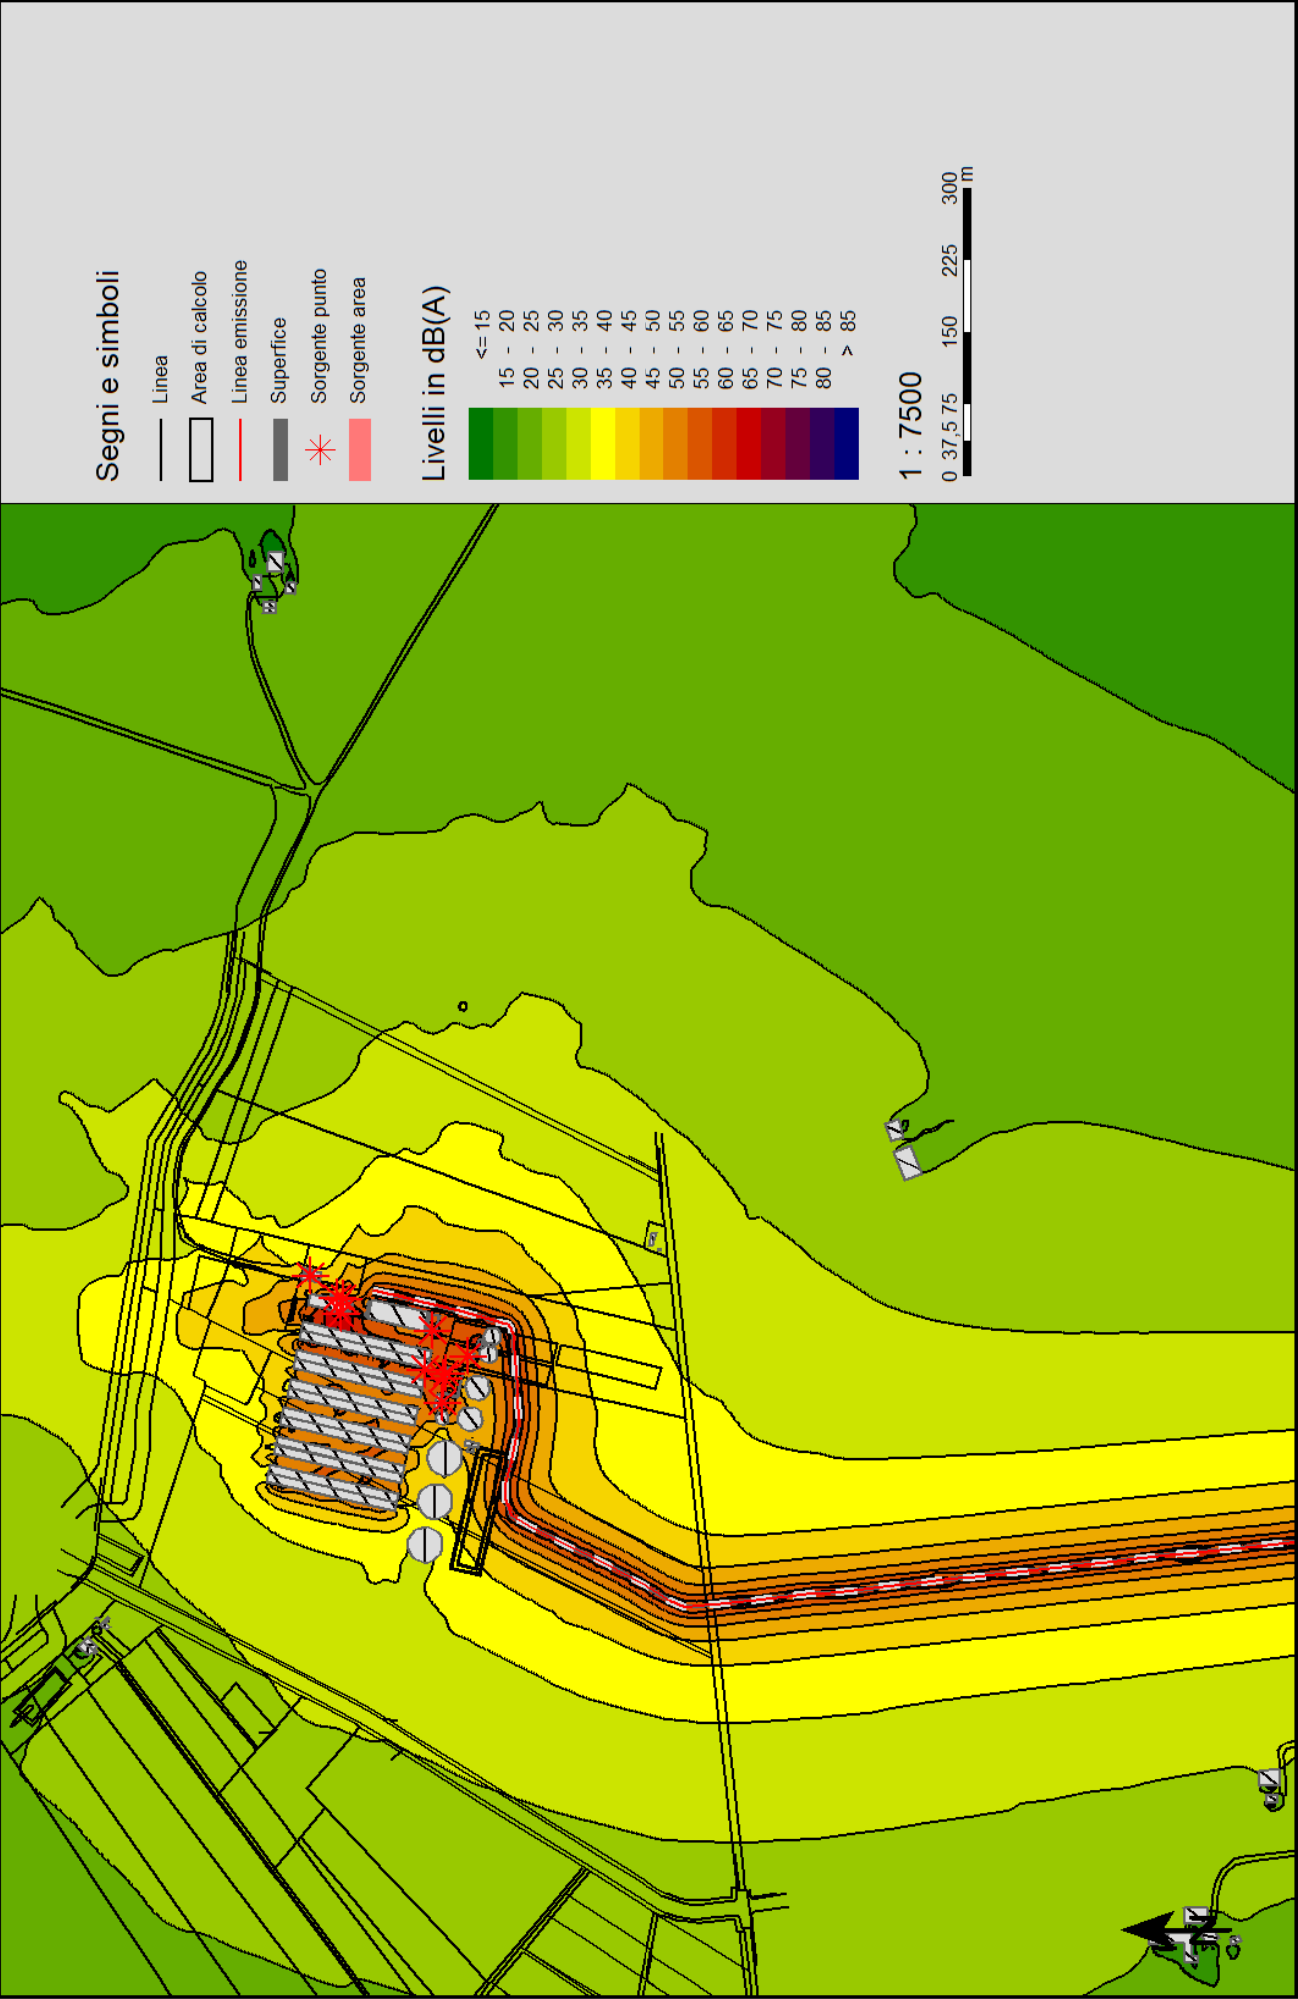 Segni e simboli
Linea
Area di calcolo
Linea emissione
Superfice
Sorgente punto
Sorgente area
Livelli in dB(A)
<= 15
15 - 20
20 - 25
25 - 30
30 - 35
35 - 40
40 - 45
45 - 50
50 - 55
55 - 60
60 - 65
65 - 70
70 - 75
75 - 80
80 - 85
> 85
1 : 7500
0 37,5 75 150 225 300
m
N